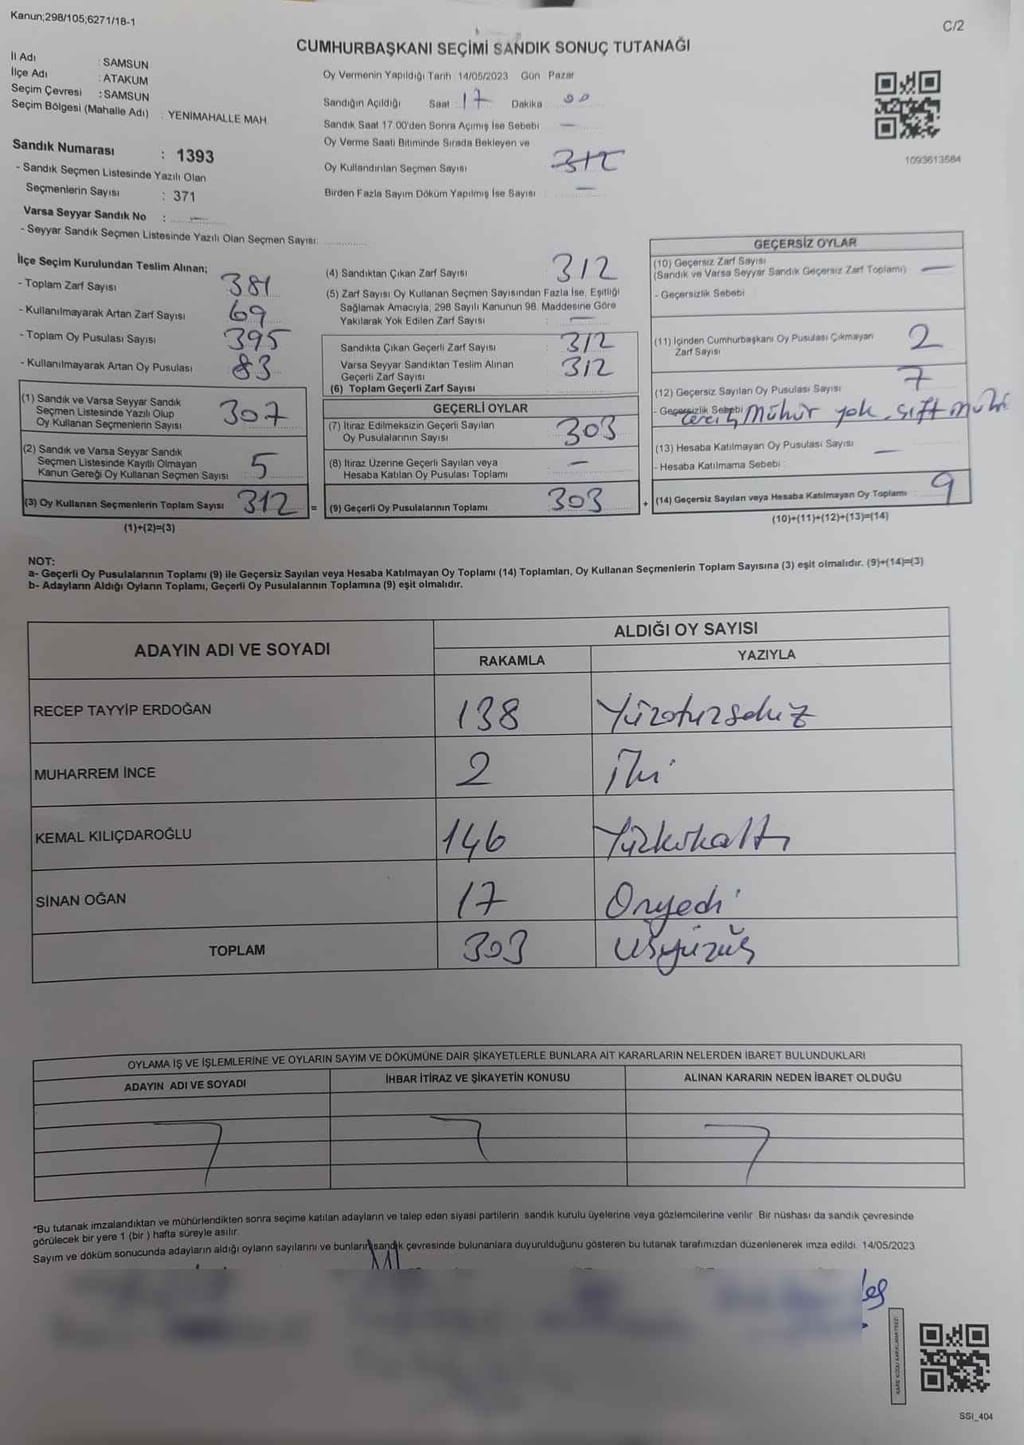 Kanun;298/105;6271/18-1
C/2
CUMHURBAŞKANI SEÇİMİ SANDIK SONUÇ TUTANAĞI
İl Adı : SAMSUN
İlçe Adı : ATAKUM
Seçim Çevresi : SAMSUN
Seçim Bölgesi (Mahalle Adı) : YENİMAHALLE MAH
Sandık Numarası : 1393
- Sandık Seçmen Listesinde Yazılı Olan
Seçmenlerin Sayısı : 371
Varsa Seyyar Sandık No : —
- Seyyar Sandık Seçmen Listesinde Yazılı Olan Seçmen Sayısı:
Oy Vermenin Yapıldığı Tarih 14/05/2023 Gün Pazar
Sandığın Açıldığı Saat 17 Dakika 00
Sandık Saat 17.00'den Sonra Açılmış İse Sebebi —
Oy Verme Saati Bitiminde Sırada Bekleyen ve
Oy Kullandırılan Seçmen Sayısı
Birden Fazla Sayım Döküm Yapılmış İse Sayısı —
1093613584
İlçe Seçim Kurulundan Teslim Alınan;
- Toplam Zarf Sayısı 381
- Kullanılmayarak Artan Zarf Sayısı 69
- Toplam Oy Pusulası Sayısı 395
- Kullanılmayarak Artan Oy Pusulası 83
(1) Sandık ve Varsa Seyyar Sandık
Seçmen Listesinde Yazılı Olup
Oy Kullanan Seçmenlerin Sayısı 307
(2) Sandık ve Varsa Seyyar Sandık
Seçmen Listesinde Kayıtlı Olmayan
Kanun Gereği Oy Kullanan Seçmen Sayısı 5
(3) Oy Kullanan Seçmenlerin Toplam Sayısı 312 =
(1)+(2)=(3)
(4) Sandıktan Çıkan Zarf Sayısı 312
(5) Zarf Sayısı Oy Kullanan Seçmen Sayısından Fazla İse, Eşitliği
Sağlamak Amacıyla, 298 Sayılı Kanunun 98. Maddesine Göre
Yakılarak Yok Edilen Zarf Sayısı : —
Sandıkta Çıkan Geçerli Zarf Sayısı : 312
Varsa Seyyar Sandıktan Teslim Alınan
Geçerli Zarf Sayısı : 312
(6) Toplam Geçerli Zarf Sayısı :
GEÇERLİ OYLAR
(7) İtiraz Edilmeksizin Geçerli Sayılan
Oy Pusulalarının Sayısı 303
(8) İtiraz Üzerine Geçerli Sayılan veya
Hesaba Katılan Oy Pusulası Toplamı —
(9) Geçerli Oy Pusulalarının Toplamı 303 +
GEÇERSİZ OYLAR
(10) Geçersiz Zarf Sayısı
(Sandık ve Varsa Seyyar Sandık Geçersiz Zarf Toplamı) —
- Geçersizlik Sebebi
(11) İçinden Cumhurbaşkanı Oy Pusulası Çıkmayan
Zarf Sayısı 2
(12) Geçersiz Sayılan Oy Pusulası Sayısı 7
- Geçersizlik Sebebi Mühür yok, Sift mühür
(13) Hesaba Katılmayan Oy Pusulası Sayısı —
- Hesaba Katılmama Sebebi
(14) Geçersiz Sayılan veya Hesaba Katılmayan Oy Toplamı 9
(10)+(11)+(12)+(13)=(14)
NOT:
a- Geçerli Oy Pusulalarının Toplamı (9) ile Geçersiz Sayılan veya Hesaba Katılmayan Oy Toplamı (14) Toplamları, Oy Kullanan Seçmenlerin Toplam Sayısına (3) eşit olmalıdır. (9)+(14)=(3)
b- Adayların Aldığı Oyların Toplamı, Geçerli Oy Pusulalarının Toplamına (9) eşit olmalıdır.
ADAYIN ADI VE SOYADI
ALDIĞI OY SAYISI
RAKAMLA YAZIYLA
RECEP TAYYİP ERDOĞAN 138 Yüzotuzsekiz
MUHARREM İNCE 2 İki
KEMAL KILIÇDAROĞLU 146 Yüzkırkaltı
SİNAN OĞAN 17 Onyedi
TOPLAM 303 Üçyüzüç
OYLAMA İŞ VE İŞLEMLERİNE VE OYLARIN SAYIM VE DÖKÜMÜNE DAİR ŞİKAYETLERLE BUNLARA AİT KARARLARIN NELERDEN İBARET BULUNDUKLARI
ADAYIN ADI VE SOYADI İHBAR İTİRAZ VE ŞİKAYETİN KONUSU ALINAN KARARIN NEDEN İBARET OLDUĞU
*Bu tutanak imzalandıktan ve mühürlendikten sonra seçime katılan adayların ve talep eden siyasi partilerin sandık kurulu üyelerine veya gözlemcilerine verilir. Bir nüshası da sandık çevresinde
görülecek bir yere 1 (bir) hafta süreyle asılır.
Sayım ve döküm sonucunda adayların aldığı oyların sayılarını ve bunların sandık çevresinde bulunanlara duyurulduğunu gösteren bu tutanak tarafımızdan düzenlenerek imza edildi. 14/05/2023
SSI_404